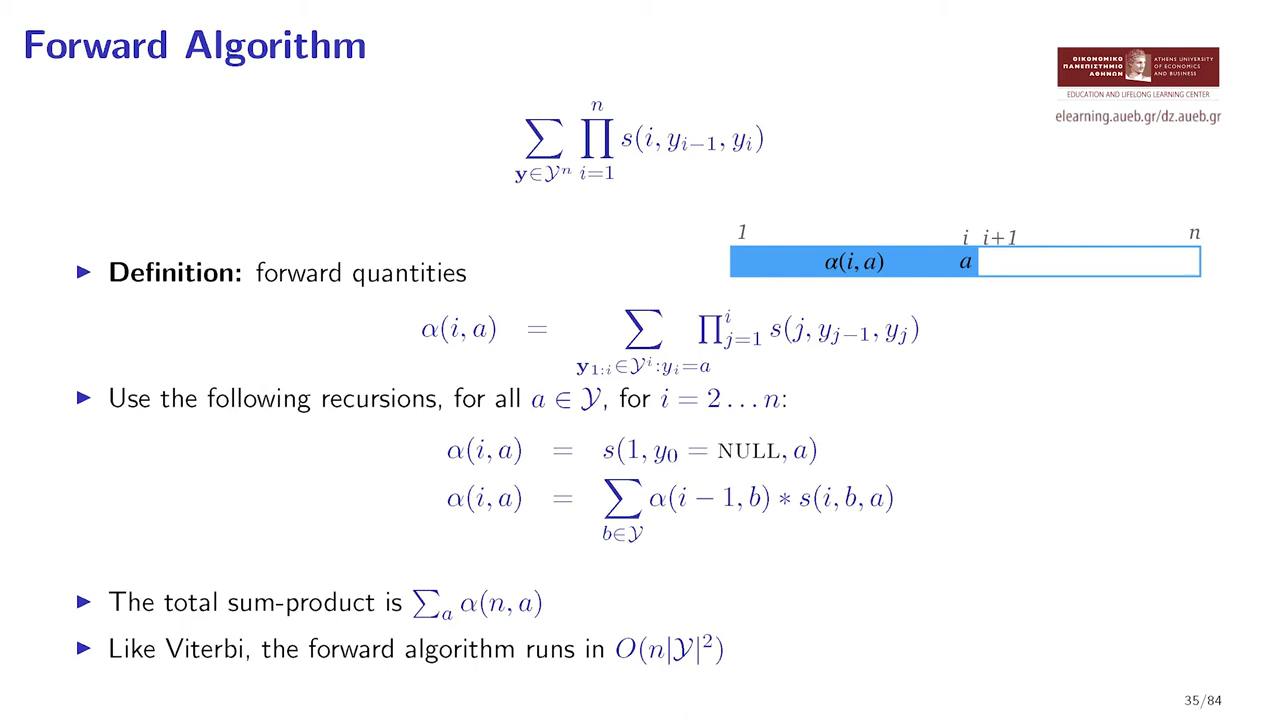 Forward Algorithm
ΟΙΚΟΝΟΜΙΚΟ
ΠΑΝΕΠΙΣΤΗΜΙΟ
ΑΘΗΝΩΝ
ATHENS UNIVERSITY
OF ECONOMICS
AND BUSINESS
EDUCATION AND LIFELONG LEARNING CENTER
elearning.aueb.gr/dz.aueb.gr
∑_{y∈𝒴^n} ∏_{i=1}^{n} s(i, y_{i−1}, y_i)
1 i i+1 n
α(i, a) a
▶ Definition: forward quantities
α(i, a) = ∑_{y_{1:i}∈𝒴^i:y_i=a} ∏_{j=1}^{i} s(j, y_{j−1}, y_j)
▶ Use the following recursions, for all a ∈ 𝒴, for i = 2 . . . n:
α(i, a) = s(1, y_0 = NULL, a)
α(i, a) = ∑_{b∈𝒴} α(i − 1, b) ∗ s(i, b, a)
▶ The total sum-product is ∑_a α(n, a)
▶ Like Viterbi, the forward algorithm runs in O(n|𝒴|^2)
35/84